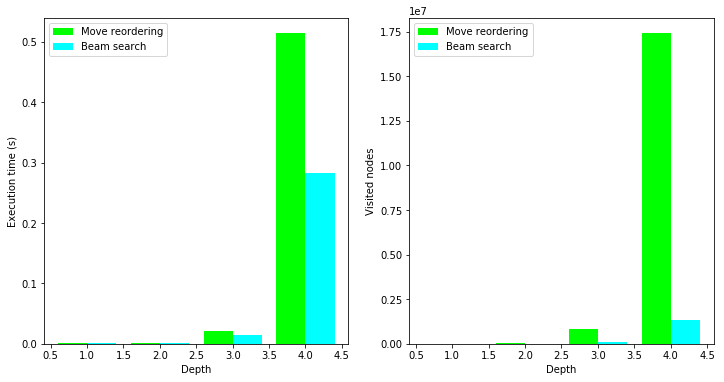 Move reordering
Beam search
0.5
0.4
0.3
0.2
0.1
0.0
Execution time (s)
0.5 1.0 1.5 2.0 2.5 3.0 3.5 4.0 4.5
Depth
1e7
Move reordering
Beam search
1.75
1.50
1.25
1.00
0.75
0.50
0.25
0.00
Visited nodes
0.5 1.0 1.5 2.0 2.5 3.0 3.5 4.0 4.5
Depth